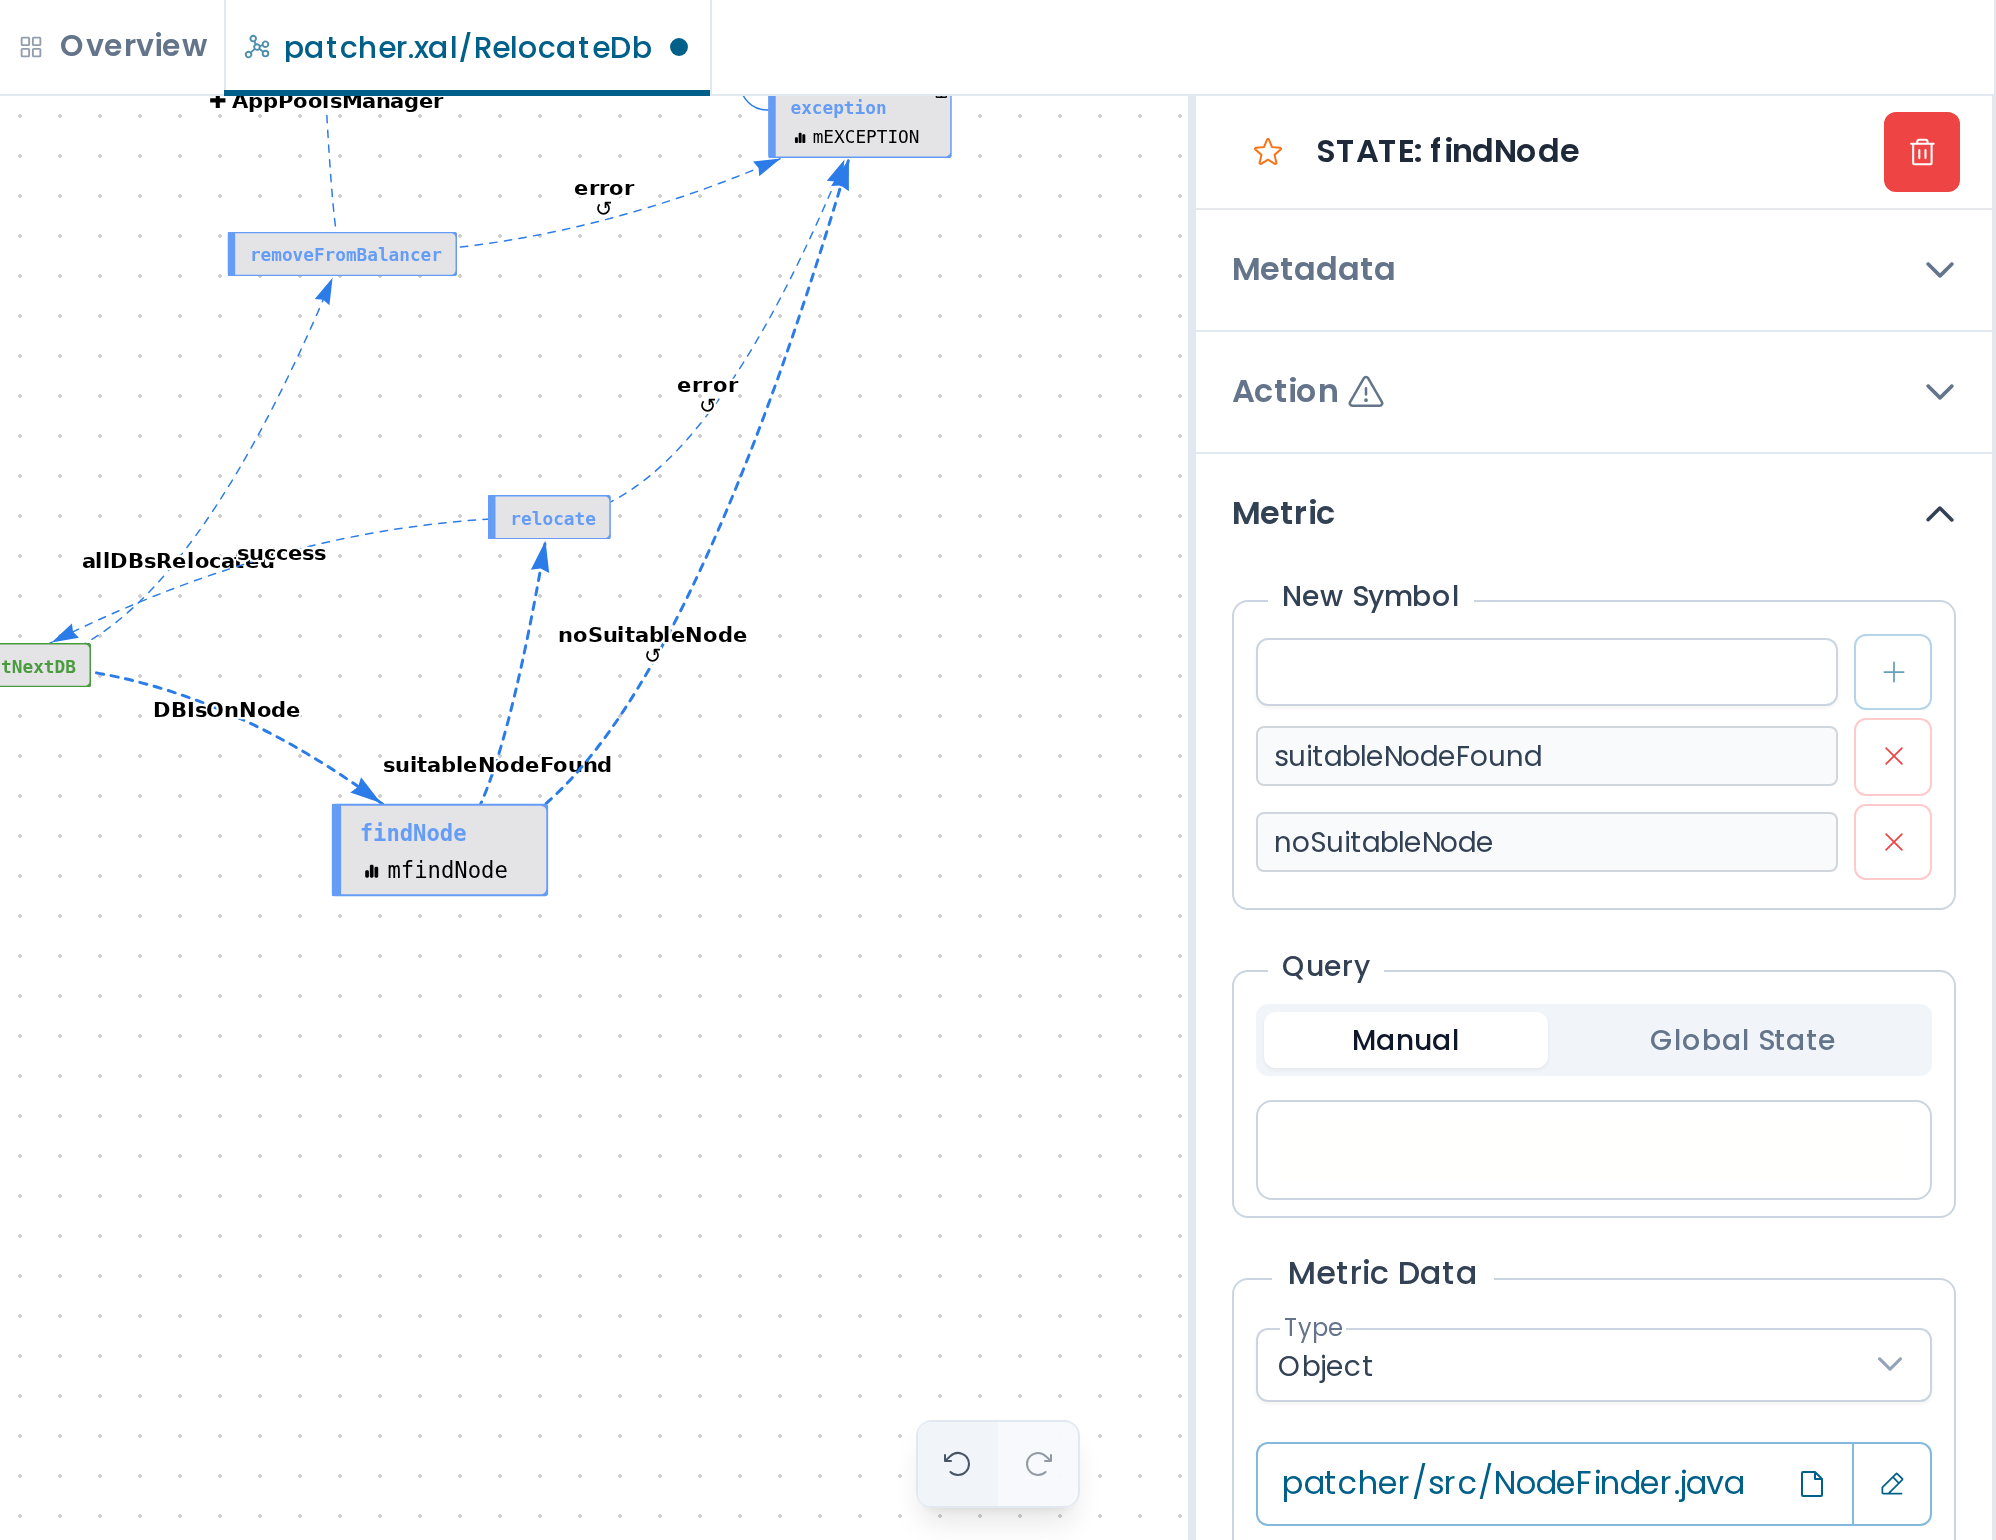 Overview
patcher.xal/RelocateDb
AppPoolsManager
exception
mEXCEPTION
error
removeFromBalancer
error
relocate
allDBsRelocated
success
noSuitableNode
tNextDB
DBIsOnNode
suitableNodeFound
findNode
mfindNode
STATE: findNode
Metadata
Action
Metric
New Symbol
suitableNodeFound
noSuitableNode
Query
Manual
Global State
Metric Data
Type
Object
patcher/src/NodeFinder.java